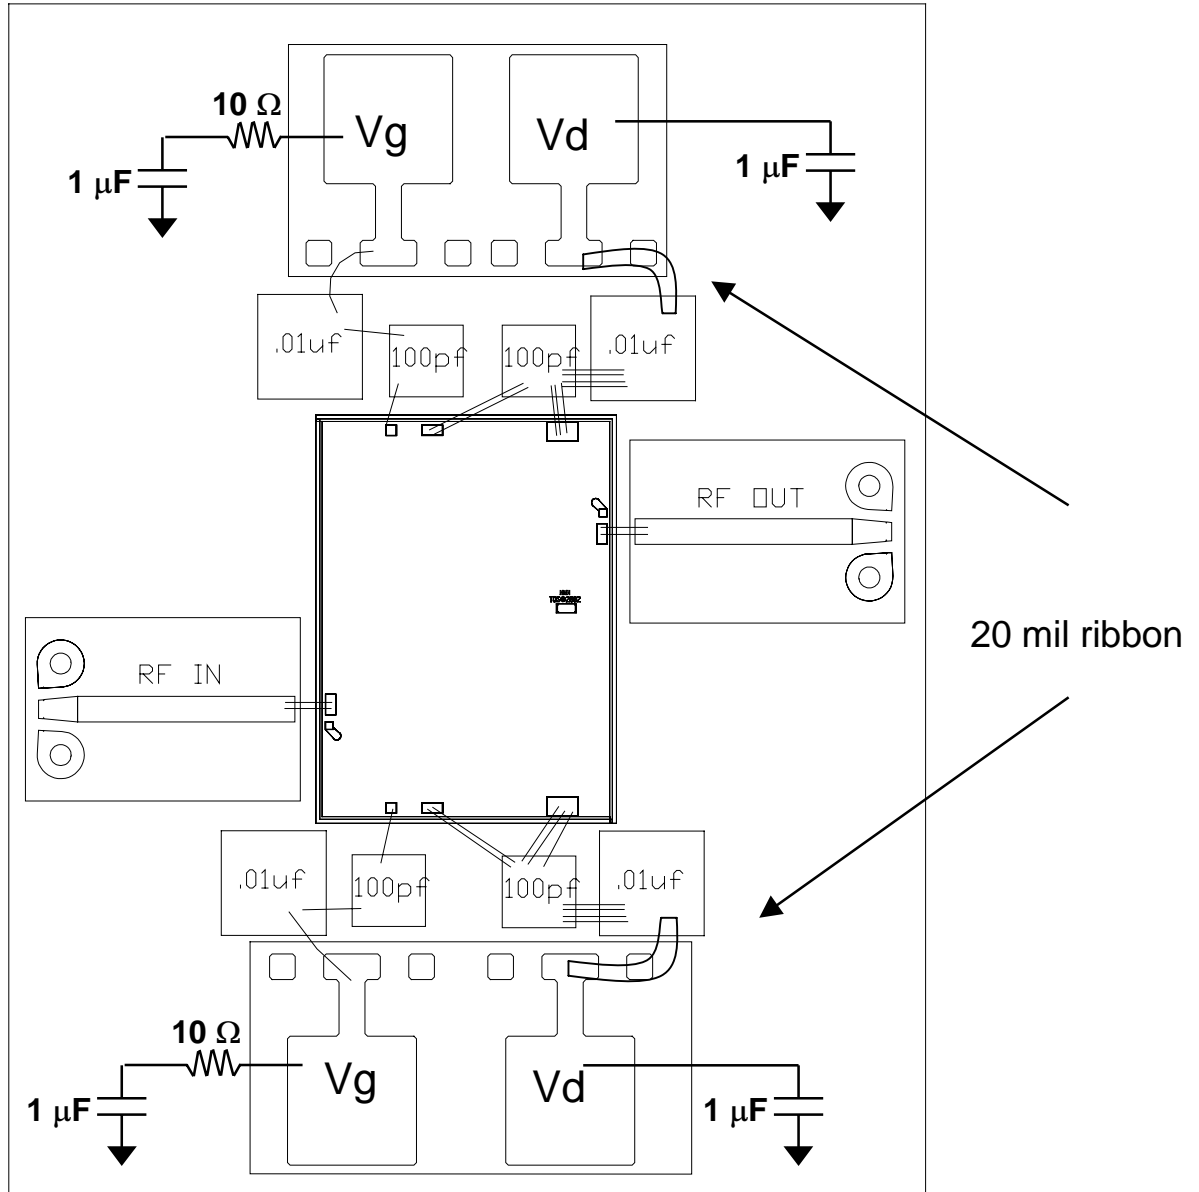 10 Ω
Vg
Vd
1 μF
1 μF
.01uf
100pf
100pf
.01uf
RF OUT
20 mil ribbon
RF IN
.01uf
100pf
100pf
.01uf
10 Ω
Vg
Vd
1 μF
1 μF